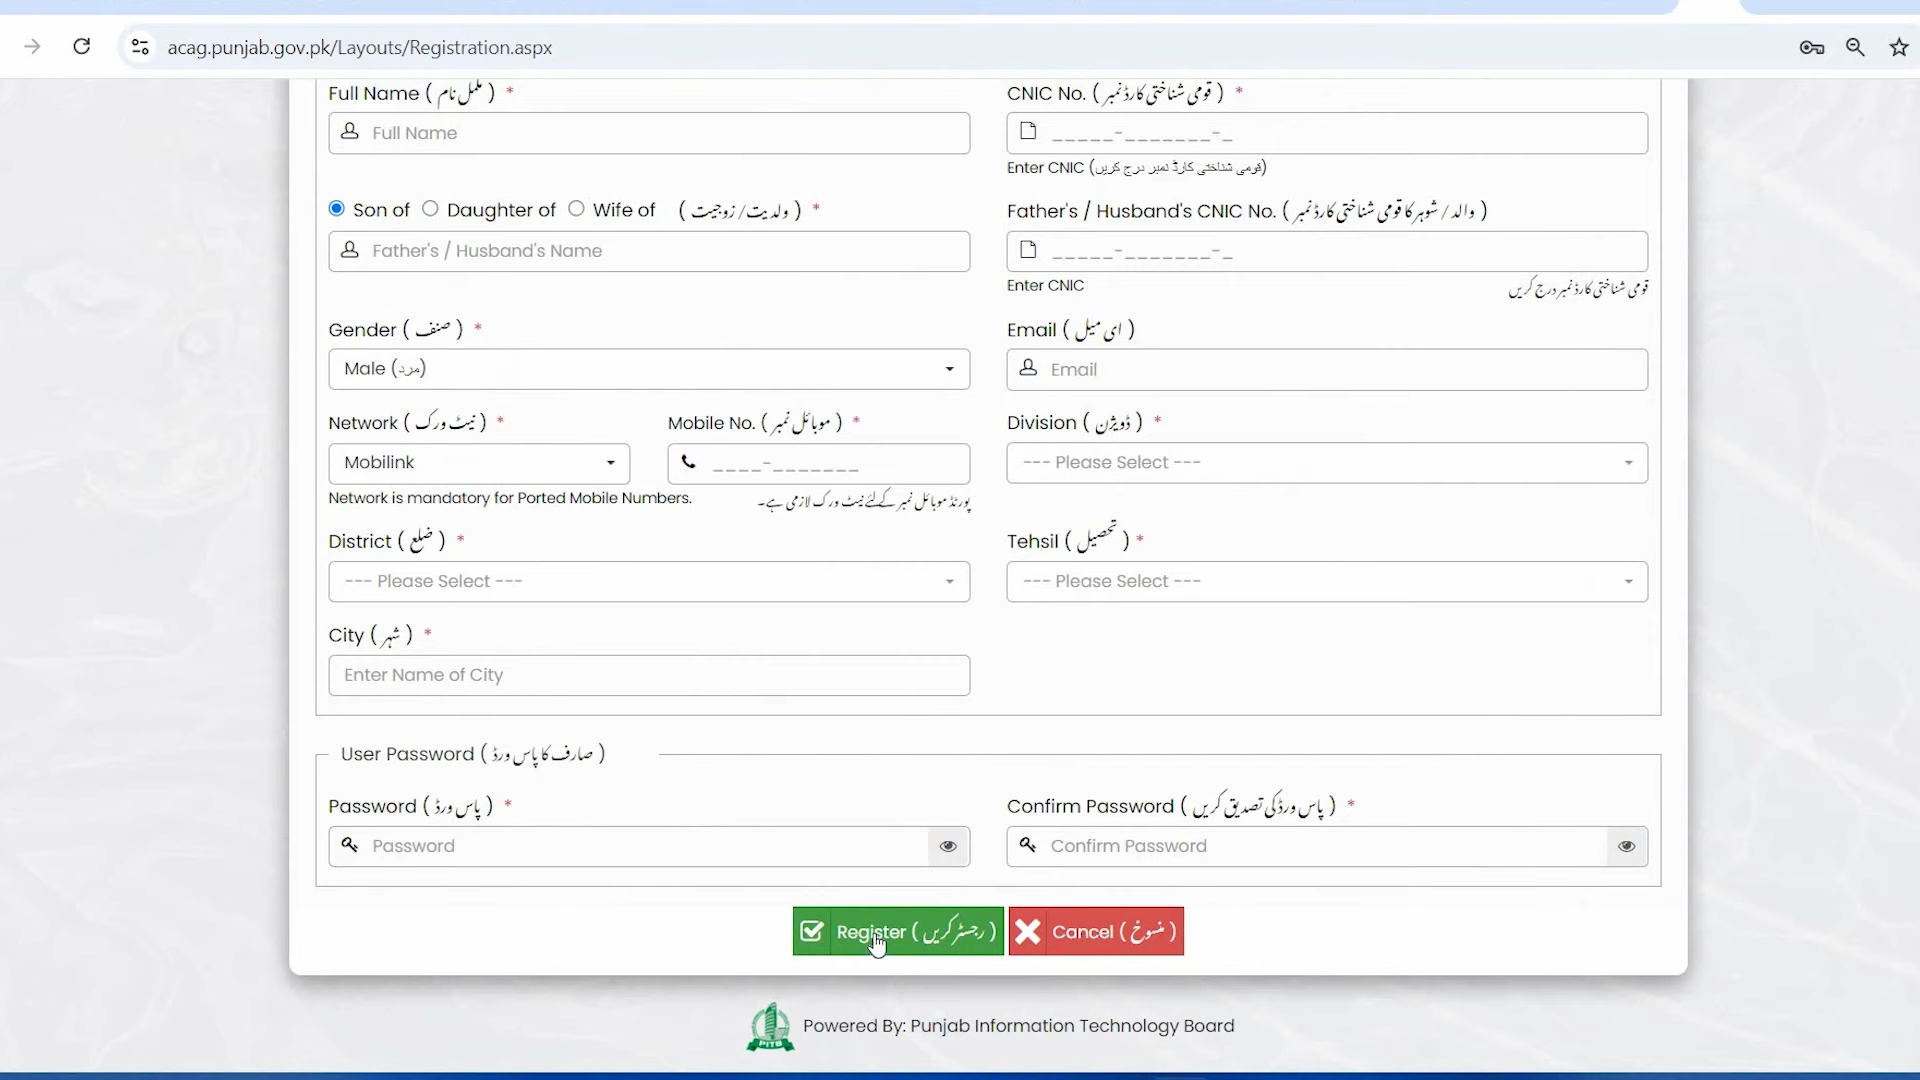 acag.punjab.gov.pk/Layouts/Registration.aspx
Full Name ( مکمل نام ) *
CNIC No. ( قومی شناختی کارڈ نمبر ) *
Full Name
_____-_______-_
Enter CNIC (قومی شناختی کارڈ نمبر درج کریں)
Son of Daughter of Wife of ( ولدیت / زوجیت ) *
Father's / Husband's CNIC No. ( والد / شوہر کا قومی شناختی کارڈ نمبر )
Father's / Husband's Name
_____-_______-_
Enter CNIC
قومی شناختی کارڈ نمبر درج کریں
Gender ( صنف ) *
Email ( ای میل )
Male (مرد)
Email
Network ( نیٹ ورک ) *
Mobile No. ( موبائل نمبر ) *
Division ( ڈویژن ) *
Mobilink
____-_______
--- Please Select ---
Network is mandatory for Ported Mobile Numbers.
پورٹڈ موبائل نمبر کے لئے نیٹ ورک لازمی ہے۔
District ( ضلع ) *
Tehsil ( تحصیل ) *
--- Please Select ---
--- Please Select ---
City ( شہر ) *
Enter Name of City
User Password ( صارف کا پاس ورڈ )
Password ( پاس ورڈ ) *
Confirm Password ( پاس ورڈ کی تصدیق کریں ) *
Password
Confirm Password
Register ( رجسٹر کریں )
Cancel ( منسوخ )
PITB
Powered By: Punjab Information Technology Board